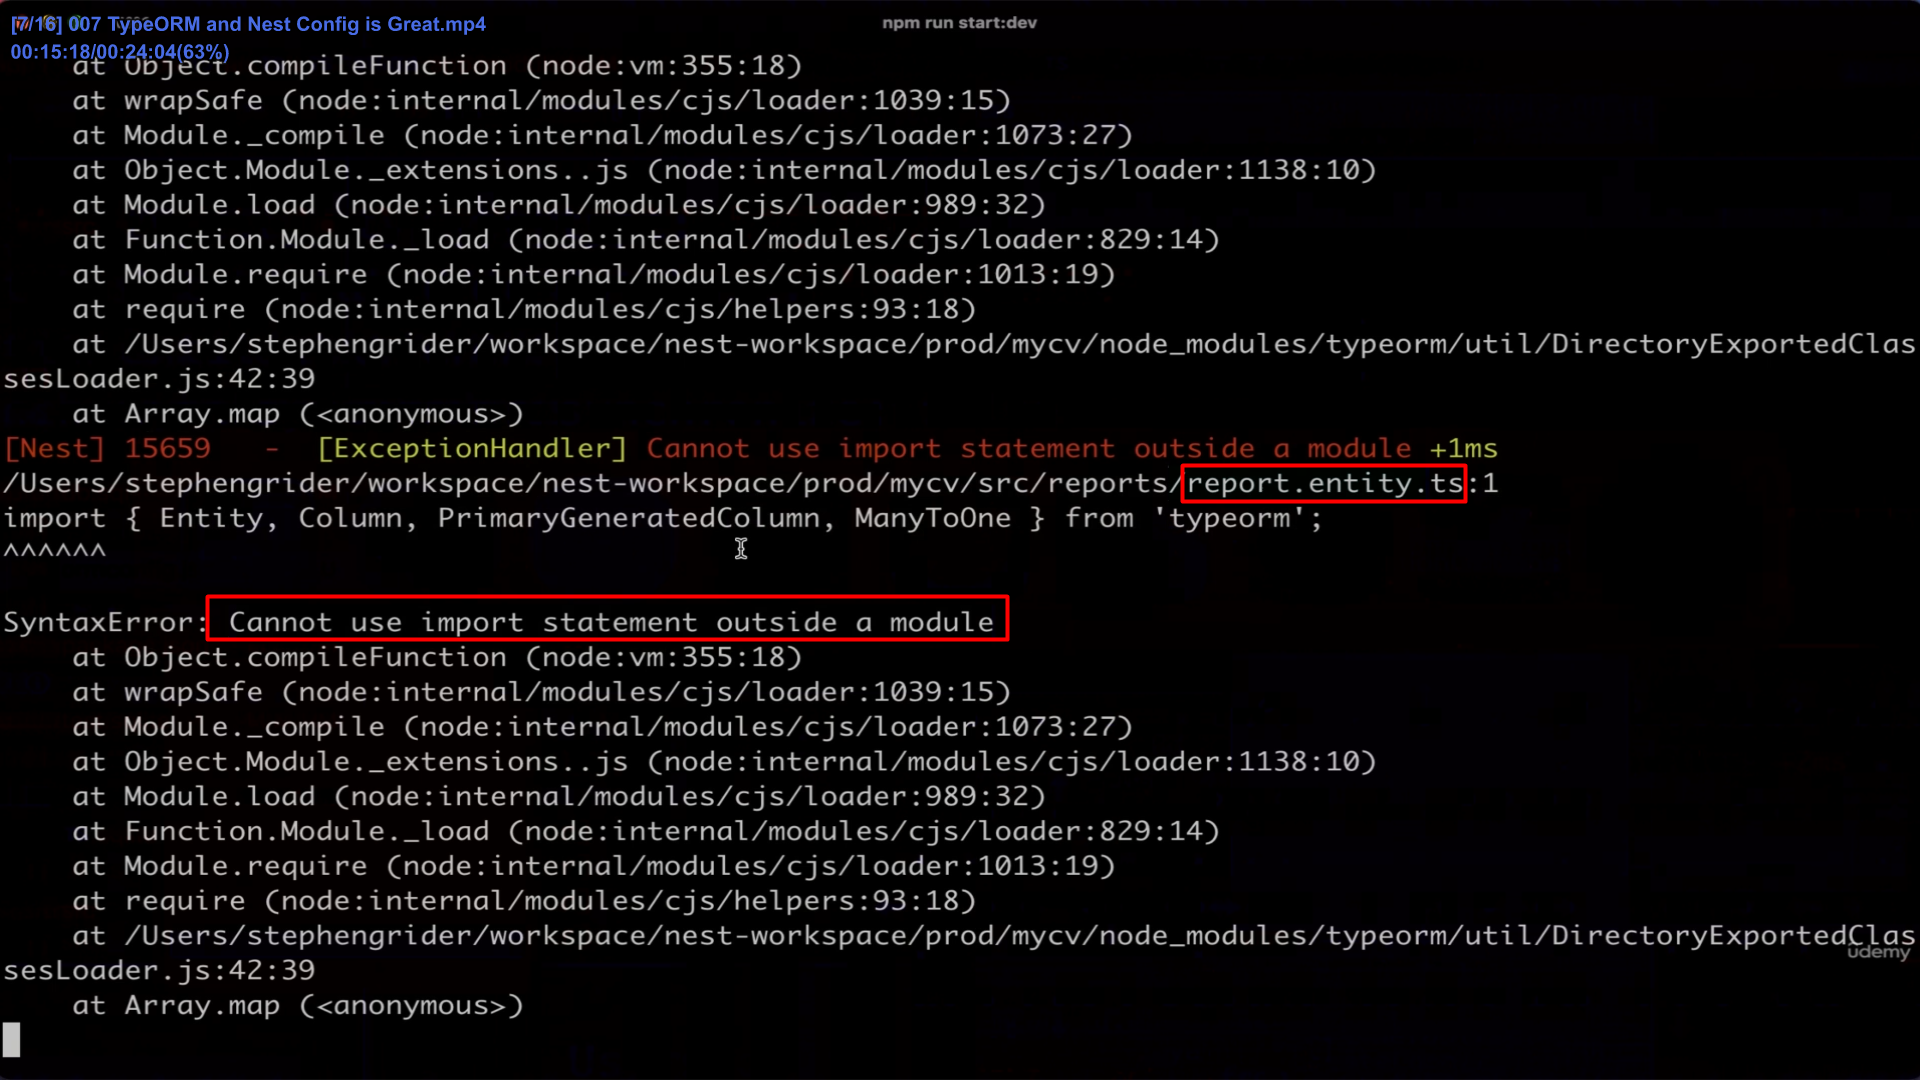 [7/16] 007 TypeORM and Nest Config is Great.mp4
npm run start:dev
00:15:18/00:24:04(63%)
    at Object.compileFunction (node:vm:355:18)
    at wrapSafe (node:internal/modules/cjs/loader:1039:15)
    at Module._compile (node:internal/modules/cjs/loader:1073:27)
    at Object.Module._extensions..js (node:internal/modules/cjs/loader:1138:10)
    at Module.load (node:internal/modules/cjs/loader:989:32)
    at Function.Module._load (node:internal/modules/cjs/loader:829:14)
    at Module.require (node:internal/modules/cjs/loader:1013:19)
    at require (node:internal/modules/cjs/helpers:93:18)
    at /Users/stephengrider/workspace/nest-workspace/prod/mycv/node_modules/typeorm/util/DirectoryExportedClas
sesLoader.js:42:39
    at Array.map (<anonymous>)
[Nest] 15659   -  [ExceptionHandler] Cannot use import statement outside a module +1ms
/Users/stephengrider/workspace/nest-workspace/prod/mycv/src/reports/report.entity.ts:1
import { Entity, Column, PrimaryGeneratedColumn, ManyToOne } from 'typeorm';
^^^^^^
SyntaxError: Cannot use import statement outside a module
    at Object.compileFunction (node:vm:355:18)
    at wrapSafe (node:internal/modules/cjs/loader:1039:15)
    at Module._compile (node:internal/modules/cjs/loader:1073:27)
    at Object.Module._extensions..js (node:internal/modules/cjs/loader:1138:10)
    at Module.load (node:internal/modules/cjs/loader:989:32)
    at Function.Module._load (node:internal/modules/cjs/loader:829:14)
    at Module.require (node:internal/modules/cjs/loader:1013:19)
    at require (node:internal/modules/cjs/helpers:93:18)
    at /Users/stephengrider/workspace/nest-workspace/prod/mycv/node_modules/typeorm/util/DirectoryExportedClas
sesLoader.js:42:39
    at Array.map (<anonymous>)
udemy